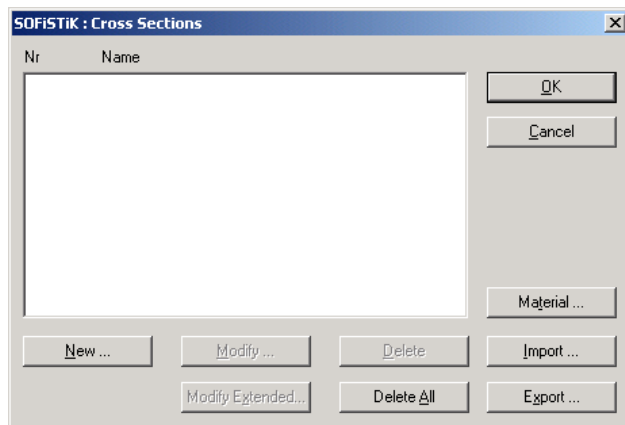 SOFiSTiK : Cross Sections
Nr Name
OK
Cancel
Material ...
New ... Modify ... Delete Import ...
Modify Extended... Delete All Export ...